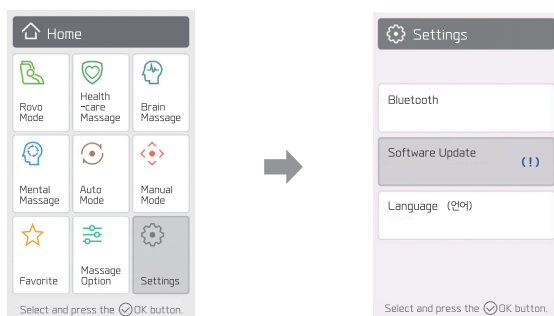 Home
Rovo
Mode
Health
-care
Massage
Brain
Massage
Mental
Massage
Auto
Mode
Manual
Mode
Favorite
Massage
Option
Settings
Select and press the OK button.
Settings
Bluetooth
Software Update
(!)
Language (언어)
Select and press the OK button.